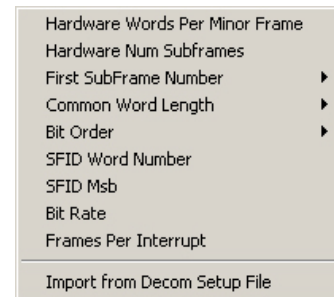 Hardware Words Per Minor Frame
Hardware Num Subframes
First SubFrame Number
Common Word Length
Bit Order
SFID Word Number
SFID Msb
Bit Rate
Frames Per Interrupt
Import from Decom Setup File